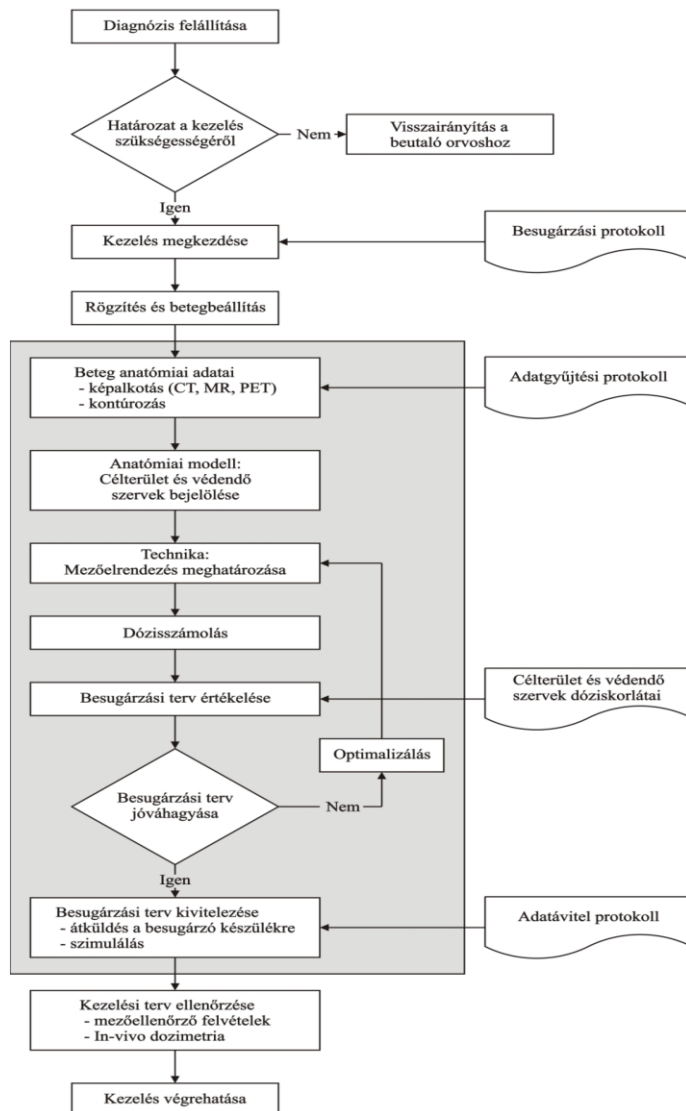 Diagnózis felállítása
Határozat a kezelés
szükségességéről
Nem
Visszairányítás a
beutaló orvoshoz
Igen
Kezelés megkezdése
Besugárzási protokoll
Rögzítés és betegbeállítás
Beteg anatómiai adatai
- képalkotás (CT, MR, PET)
- kontúrozás
Adatgyűjtési protokoll
Anatómiai modell:
Célterület és védendő
szervek bejelölése
Technika:
Mezőelrendezés meghatározása
Dózisszámolás
Besugárzási terv értékelése
Célterület és védendő
szervek dóziskorlátai
Optimalizálás
Besugárzási terv
jóváhagyása
Nem
Igen
Besugárzási terv kivitelezése
- átküldés a besugárzó készülékre
- szimulálás
Adatávitel protokoll
Kezelési terv ellenőrzése
- mezőellenőrző felvételek
- In-vivo dozimetria
Kezelés végrehatása